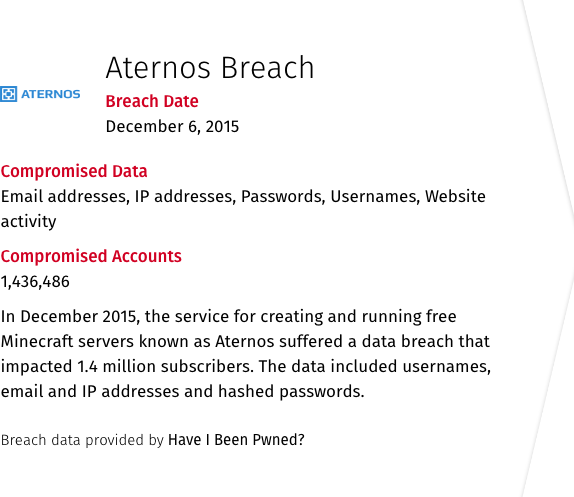 Aternos Breach
ATERNOS
Breach Date
December 6, 2015
Compromised Data
Email addresses, IP addresses, Passwords, Usernames, Website
activity
Compromised Accounts
1,436,486
In December 2015, the service for creating and running free
Minecraft servers known as Aternos suffered a data breach that
impacted 1.4 million subscribers. The data included usernames,
email and IP addresses and hashed passwords.
Breach data provided by Have I Been Pwned?